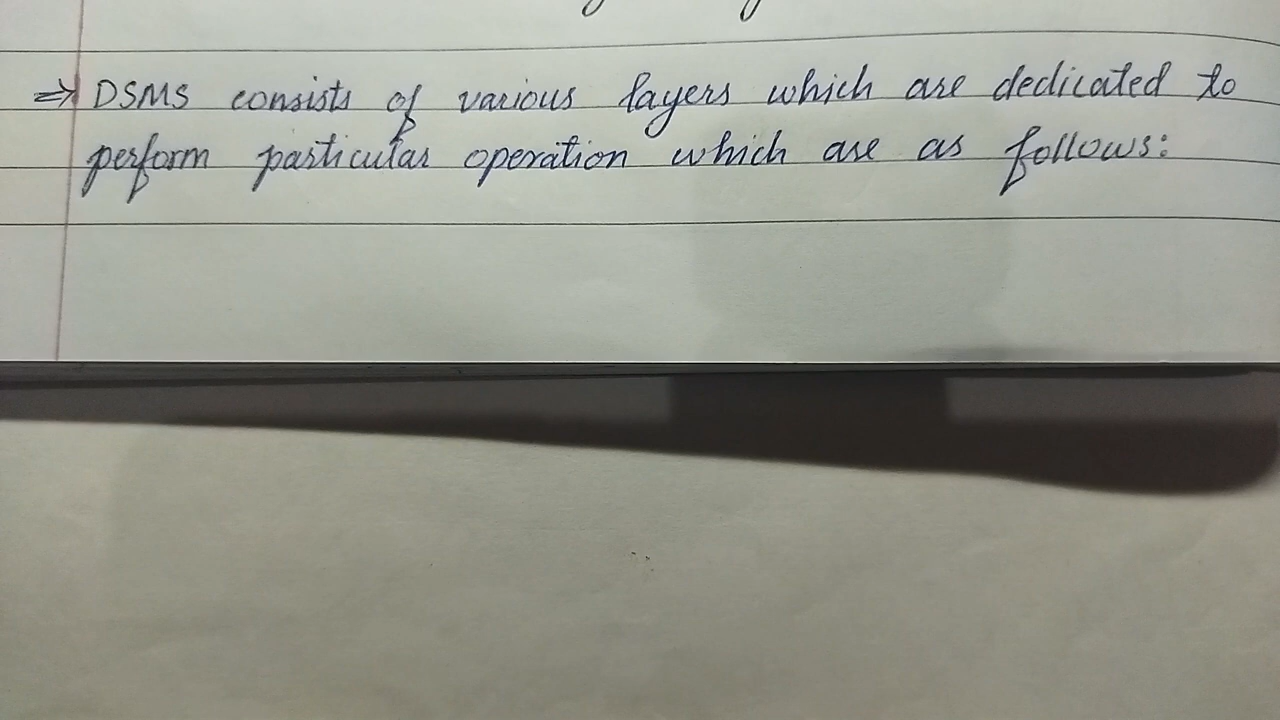 ⇒ DSMS consists of various layers which are dedicated to
perform particular operation which are as follows: